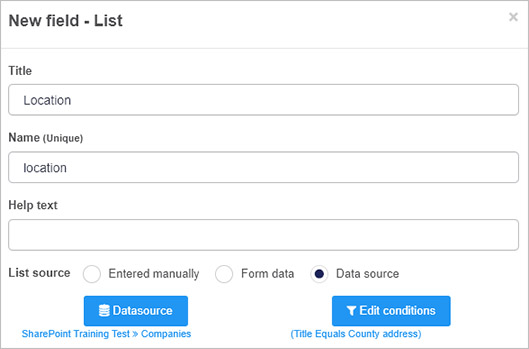 New field - List
×
Title
Location
Name (Unique)
location
Help text
List source Entered manually Form data Data source
Datasource Edit conditions
SharePoint Training Test » Companies (Title Equals County address)